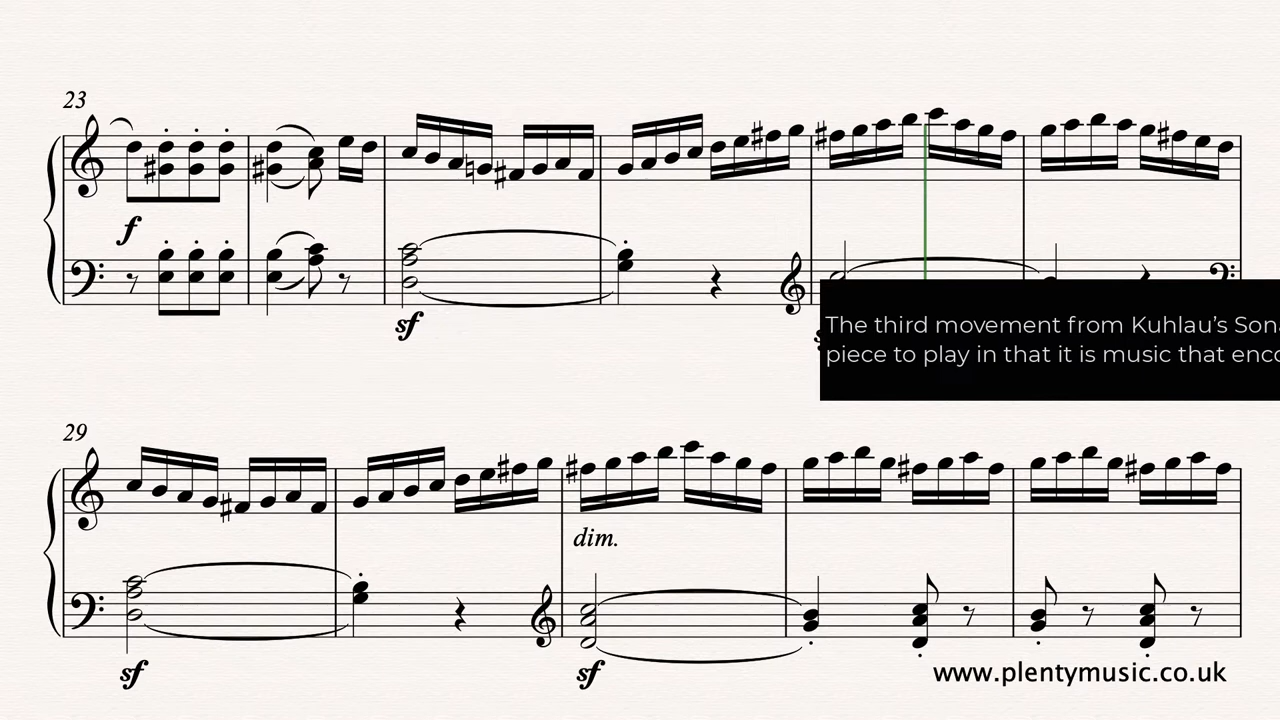 23
f
sf
The third movement from Kuhlau's
piece to play in that it is music that
29
dim.
sf
sf
www.plentymusic.co.uk